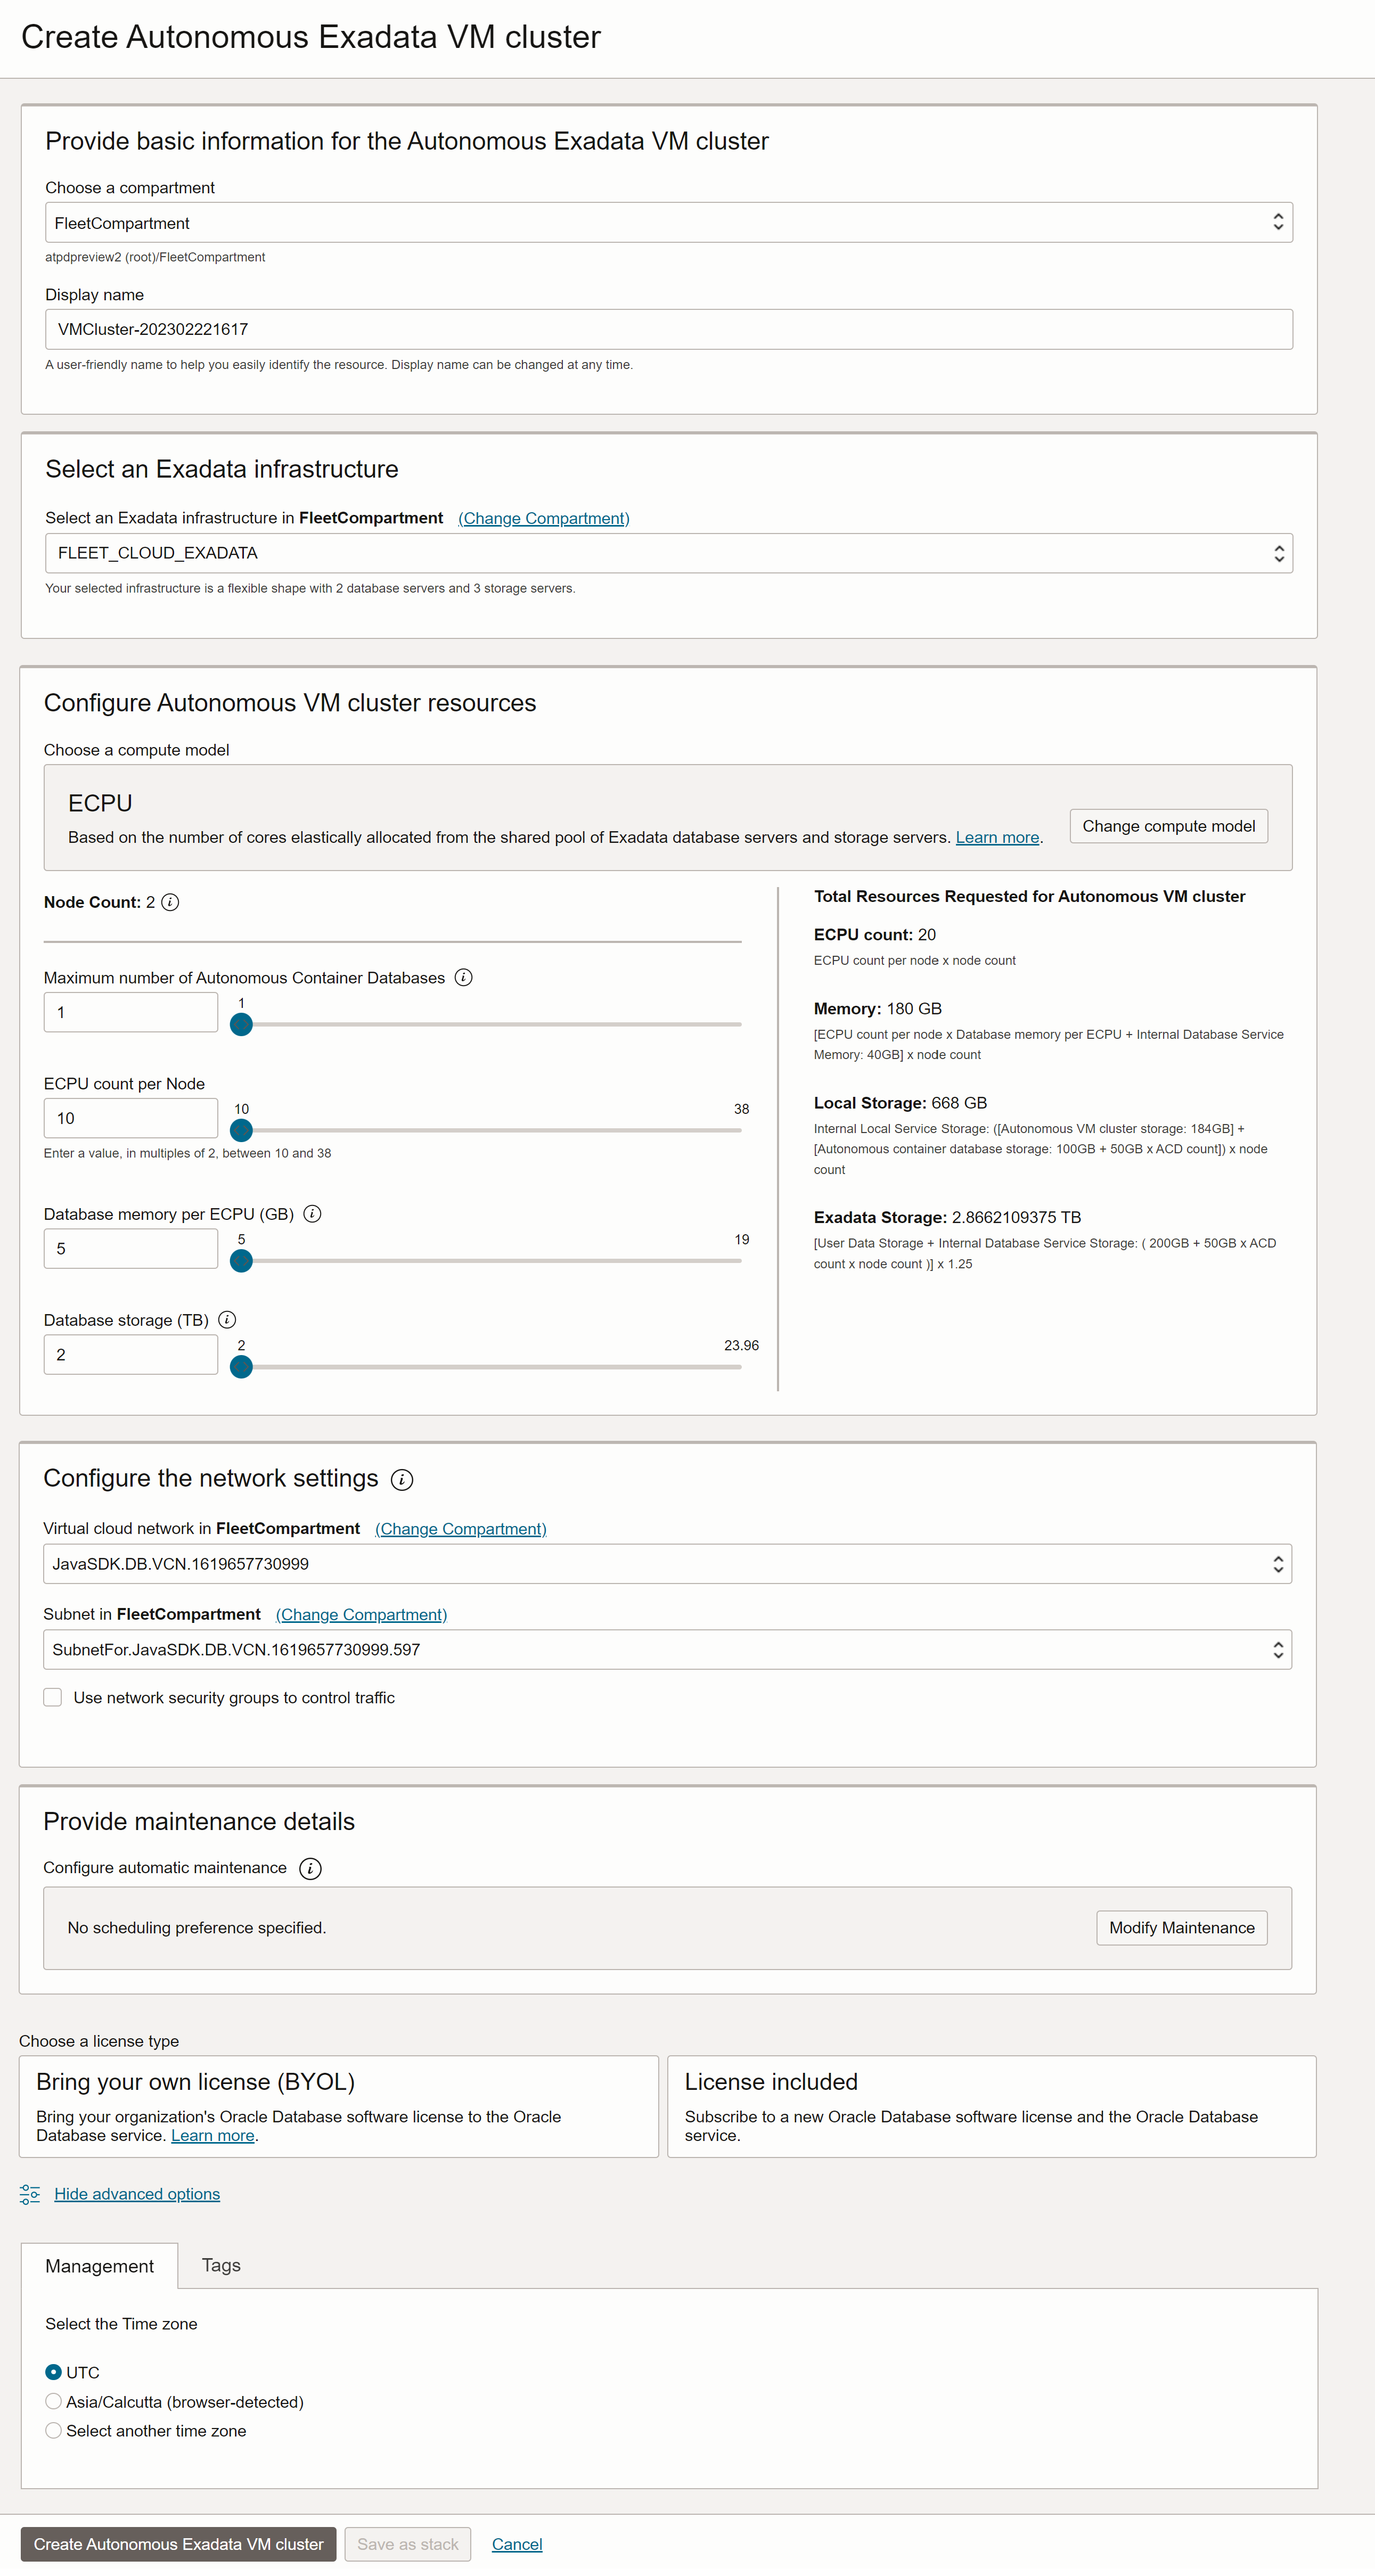 Create Autonomous Exadata VM cluster
Provide basic information for the Autonomous Exadata VM cluster
Choose a compartment
FleetCompartment
atpdpreview2 (root)/FleetCompartment
Display name
VMCluster-202302221617
A user-friendly name to help you easily identify the resource. Display name can be changed at any time.
Select an Exadata infrastructure
Select an Exadata infrastructure in FleetCompartment (Change Compartment)
FLEET_CLOUD_EXADATA
Your selected infrastructure is a flexible shape with 2 database servers and 3 storage servers.
Configure Autonomous VM cluster resources
Choose a compute model
ECPU
Based on the number of cores elastically allocated from the shared pool of Exadata database servers and storage servers. Learn more.
Change compute model
Node Count: 2
Maximum number of Autonomous Container Databases
1
1
ECPU count per Node
10
10
38
Enter a value, in multiples of 2, between 10 and 38
Database memory per ECPU (GB)
5
5
19
Database storage (TB)
2
2
23.96
Total Resources Requested for Autonomous VM cluster
ECPU count: 20
ECPU count per node x node count
Memory: 180 GB
[ECPU count per node x Database memory per ECPU + Internal Database Service
Memory: 40GB] x node count
Local Storage: 668 GB
Internal Local Service Storage: ([Autonomous VM cluster storage: 184GB] +
[Autonomous container database storage: 100GB + 50GB x ACD count]) x node
count
Exadata Storage: 2.8662109375 TB
[User Data Storage + Internal Database Service Storage: ( 200GB + 50GB x ACD
count x node count )] x 1.25
Configure the network settings
Virtual cloud network in FleetCompartment (Change Compartment)
JavaSDK.DB.VCN.1619657730999
Subnet in FleetCompartment (Change Compartment)
SubnetFor.JavaSDK.DB.VCN.1619657730999.597
Use network security groups to control traffic
Provide maintenance details
Configure automatic maintenance
No scheduling preference specified.
Modify Maintenance
Choose a license type
Bring your own license (BYOL)
Bring your organization's Oracle Database software license to the Oracle
Database service. Learn more.
License included
Subscribe to a new Oracle Database software license and the Oracle Database
service.
Hide advanced options
Management
Tags
Select the Time zone
UTC
Asia/Calcutta (browser-detected)
Select another time zone
Create Autonomous Exadata VM cluster
Save as stack
Cancel